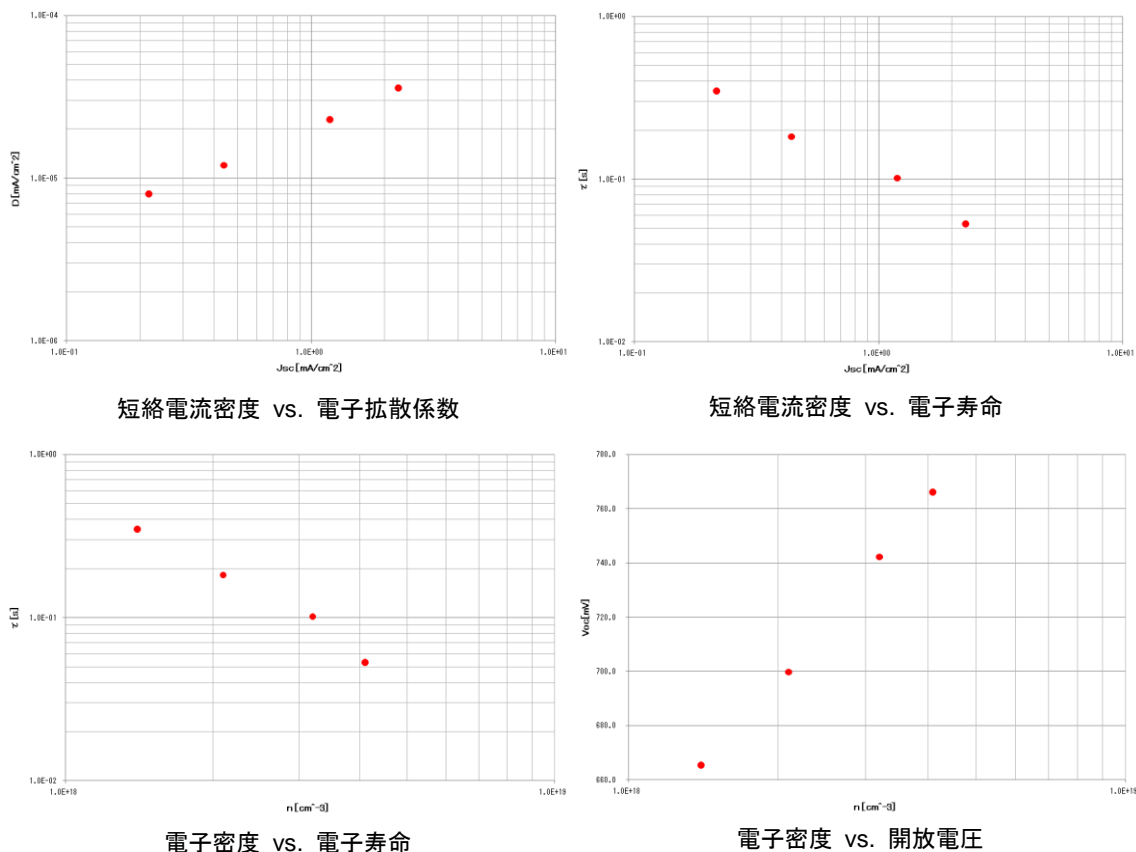 1.0E-04
1.0E-05
1.0E-06
D[mA/cm^2]
1.0E-01
1.0E+00
1.0E+01
Jsc[mA/cm^2]
短絡電流密度 vs. 電子拡散係数
1.0E+00
1.0E-01
1.0E-02
τ[s]
1.0E-01
1.0E+00
1.0E+01
Jsc[mA/cm^2]
短絡電流密度 vs. 電子寿命
1.0E+00
1.0E-01
1.0E-02
τ[s]
1.0E+18
1.0E+19
n[cm^-3]
電子密度 vs. 電子寿命
780.0
760.0
740.0
720.0
700.0
680.0
660.0
Voc[mV]
1.0E+18
1.0E+19
n[cm^-3]
電子密度 vs. 開放電圧